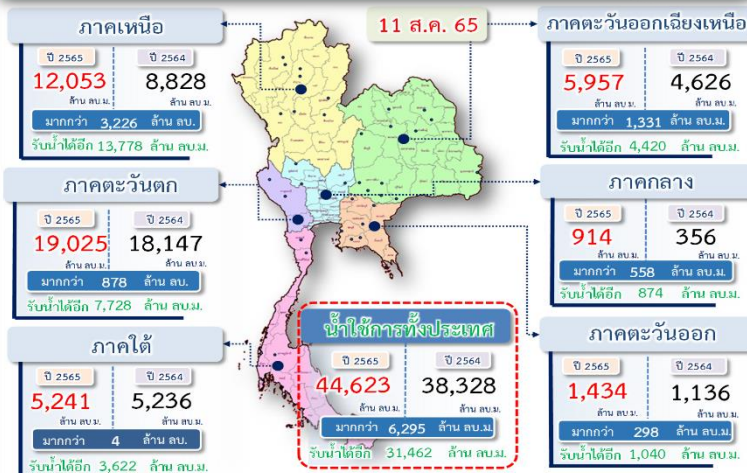 ภาคเหนือ
ปี 2565 ปี 2564
12,053 8,828
ล้าน ลบ.ม. ล้าน ลบ.ม.
มากกว่า 3,226 ล้าน ลบ.
รับน้ำได้อีก 13,778 ล้าน ลบ.ม.
11 ส.ค. 65
ภาคตะวันออกเฉียงเหนือ
ปี 2565 ปี 2564
5,957 4,626
ล้าน ลบ.ม. ล้าน ลบ.ม.
มากกว่า 1,331 ล้าน ลบ.ม.
รับน้ำได้อีก 4,420 ล้าน ลบ.ม.
ภาคตะวันตก
ปี 2565 ปี 2564
19,025 18,147
ล้าน ลบ.ม. ล้าน ลบ.ม.
มากกว่า 878 ล้าน ลบ.
รับน้ำได้อีก 7,728 ล้าน ลบ.ม.
ภาคกลาง
ปี 2565 ปี 2564
914 356
ล้าน ลบ.ม. ล้าน ลบ.ม.
มากกว่า 558 ล้าน ลบ.ม.
รับน้ำได้อีก 874 ล้าน ลบ.ม.
ภาคใต้
ปี 2565 ปี 2564
5,241 5,236
ล้าน ลบ.ม. ล้าน ลบ.ม.
มากกว่า 4 ล้าน ลบ.
รับน้ำได้อีก 3,622 ล้าน ลบ.ม.
น้ำใช้การทั้งประเทศ
ปี 2565 ปี 2564
44,623 38,328
ล้าน ลบ.ม. ล้าน ลบ.ม.
มากกว่า 6,295 ล้าน ลบ.ม.
รับน้ำได้อีก 31,462 ล้าน ลบ.ม.
ภาคตะวันออก
ปี 2565 ปี 2564
1,434 1,136
ล้าน ลบ.ม. ล้าน ลบ.ม.
มากกว่า 298 ล้าน ลบ.ม.
รับน้ำได้อีก 1,040 ล้าน ลบ.ม.